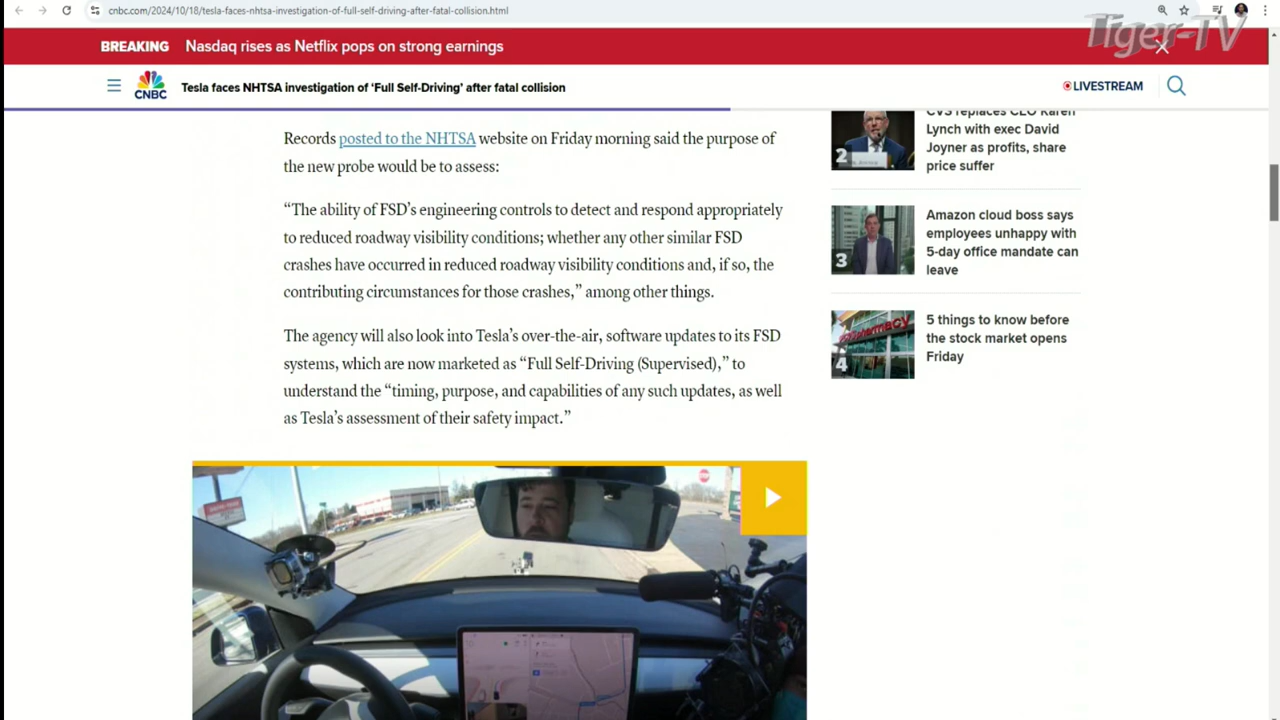 cnbc.com/2024/10/18/tesla-faces-nhtsa-investigation-of-full-self-driving-after-fatal-collision.html
Tiger-TV
BREAKING Nasdaq rises as Netflix pops on strong earnings
CNBC
Tesla faces NHTSA investigation of ‘Full Self-Driving’ after fatal collision
LIVESTREAM
Records posted to the NHTSA website on Friday morning said the purpose of
the new probe would be to assess:
“The ability of FSD’s engineering controls to detect and respond appropriately
to reduced roadway visibility conditions; whether any other similar FSD
crashes have occurred in reduced roadway visibility conditions and, if so, the
contributing circumstances for those crashes,” among other things.
The agency will also look into Tesla’s over-the-air, software updates to its FSD
systems, which are now marketed as “Full Self-Driving (Supervised),” to
understand the “timing, purpose, and capabilities of any such updates, as well
as Tesla’s assessment of their safety impact.”
2
CVS replaces CEO Karen
Lynch with exec David
Joyner as profits, share
price suffer
3
Amazon cloud boss says
employees unhappy with
5-day office mandate can
leave
4
5 things to know before
the stock market opens
Friday